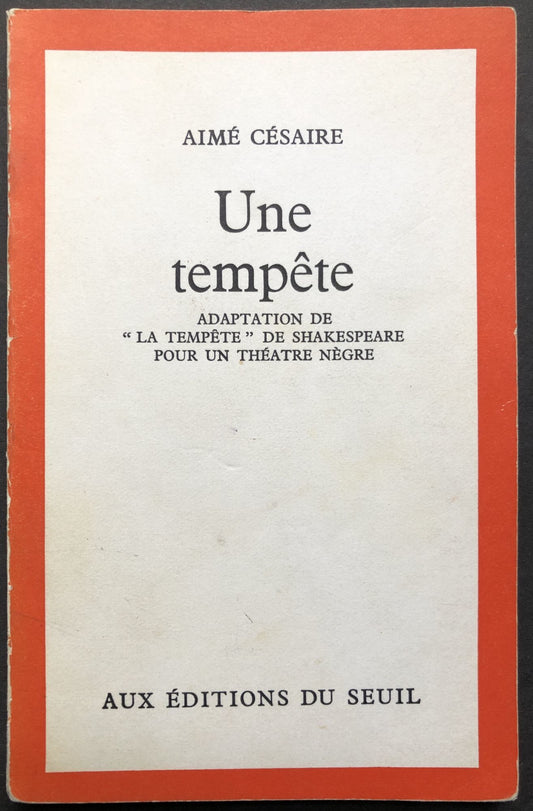 AIMÉ CÉSAIRE
Une
tempête
ADAPTATION DE
“ LA TEMPÊTE ” DE SHAKESPEARE
POUR UN THÉATRE NÈGRE
AUX ÉDITIONS DU SEUIL